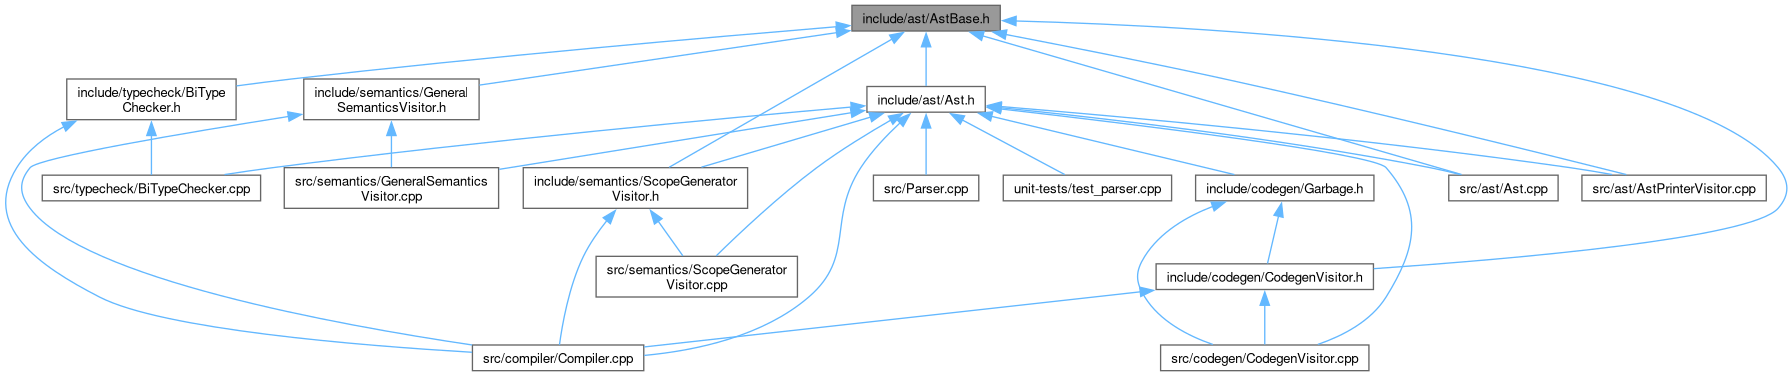 include/ast/AstBase.h
include/typecheck/BiType
Checker.h
include/semantics/General
SemanticsVisitor.h
include/ast/Ast.h
src/typecheck/BiTypeChecker.cpp
src/semantics/GeneralSemantics
Visitor.cpp
include/semantics/ScopeGenerator
Visitor.h
src/Parser.cpp
unit-tests/test_parser.cpp
include/codegen/Garbage.h
src/ast/Ast.cpp
src/ast/AstPrinterVisitor.cpp
src/semantics/ScopeGenerator
Visitor.cpp
include/codegen/CodegenVisitor.h
src/compiler/Compiler.cpp
src/codegen/CodegenVisitor.cpp